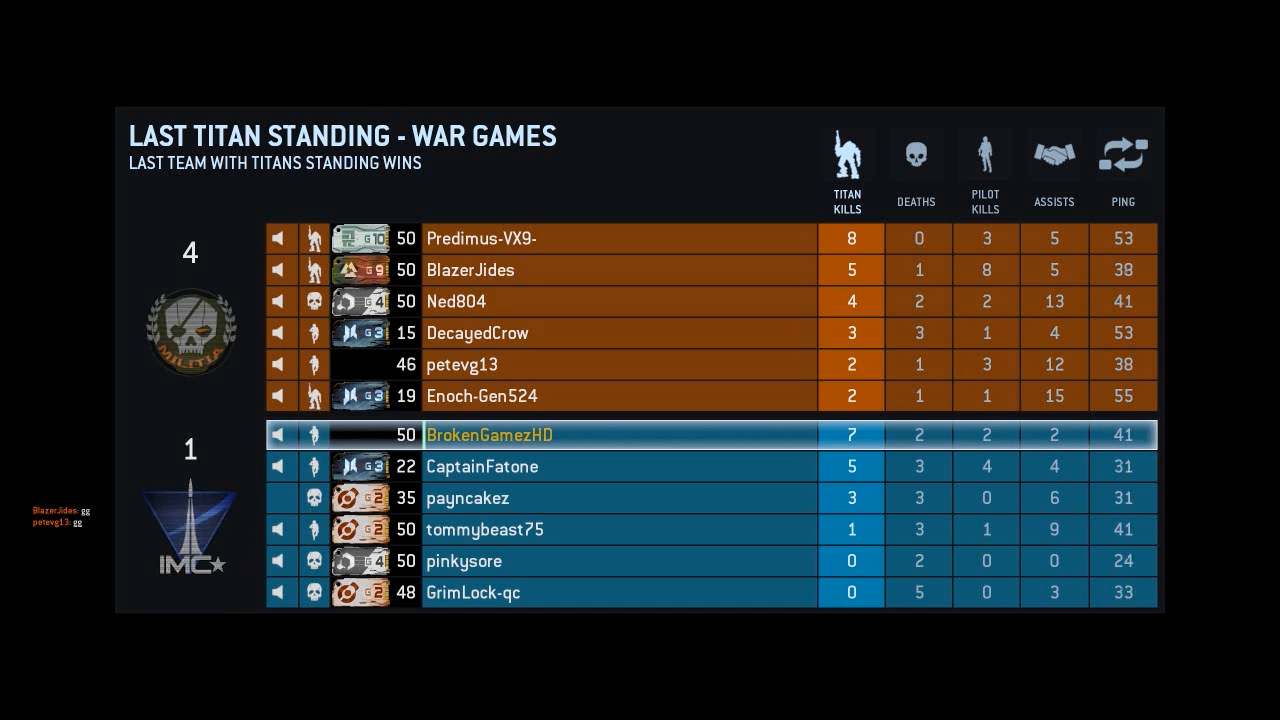 LAST TITAN STANDING - WAR GAMES
LAST TEAM WITH TITANS STANDING WINS
TITAN KILLS DEATHS PILOT KILLS ASSISTS PING
4
MILITIA
G10 50 Predimus-VX9- 8 0 3 5 53
G9 50 BlazerJides 5 1 8 5 38
G4 50 Ned804 4 2 2 13 41
G3 15 DecayedCrow 3 3 1 4 53
46 petevg13 2 1 3 12 38
G3 19 Enoch-Gen524 2 1 1 15 55
1
IMC
50 BrokenGamezHD 7 2 2 2 41
G3 22 CaptainFatone 5 3 4 4 31
G2 35 payncakez 3 3 0 6 31
G2 50 tommybeast75 1 3 1 9 41
G4 50 pinkysore 0 2 0 0 24
G2 48 GrimLock-qc 0 5 0 3 33
BlazerJides: gg
petevg13: gg